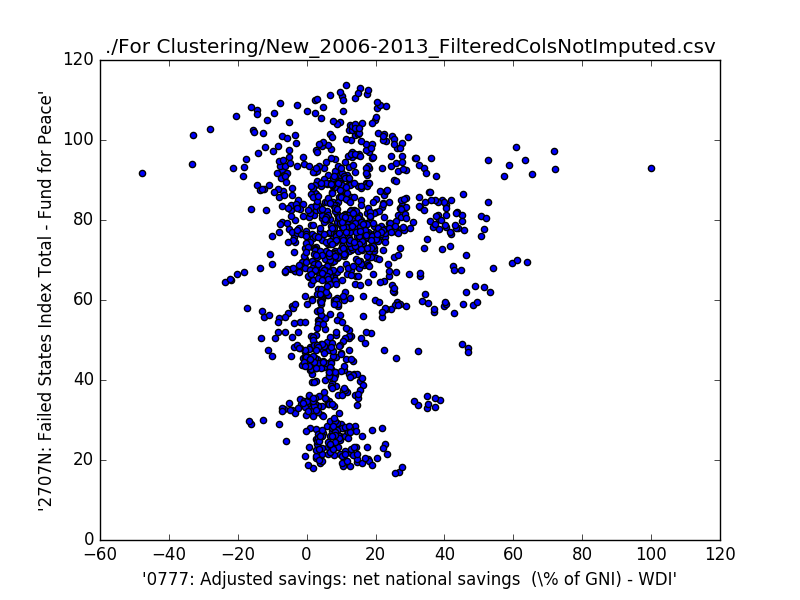 ./For Clustering/New_2006-2013_FilteredColsNotImputed.csv
120
100
80
60
40
20
0
'2707N: Failed States Index Total - Fund for Peace'
−60 −40 −20 0 20 40 60 80 100 120
'0777: Adjusted savings: net national savings  (\% of GNI) - WDI'